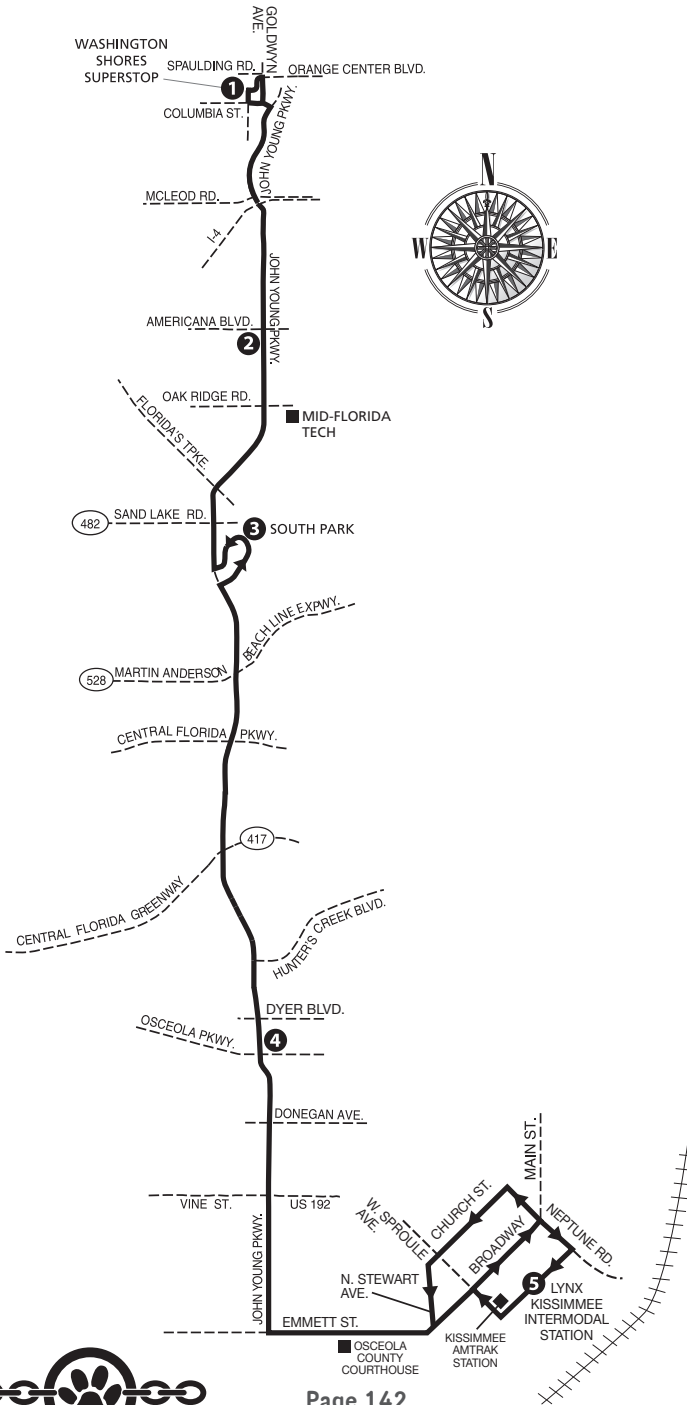 GOLDWYN
AVE.
WASHINGTON
SHORES
SUPERSTOP
SPAULDING RD.
ORANGE CENTER BLVD.
1
COLUMBIA ST.
JOHN YOUNG PKWY.
MCLEOD RD.
I-4
N
W
E
S
JOHN YOUNG PKWY.
AMERICANA BLVD.
2
OAK RIDGE RD.
MID-FLORIDA
TECH
FLORIDA'S TPKE.
482
SAND LAKE RD.
3
SOUTH PARK
BEACH LINE EXPWY.
528
MARTIN ANDERSON
CENTRAL FLORIDA PKWY.
417
CENTRAL FLORIDA GREENWAY
HUNTER'S CREEK BLVD.
DYER BLVD.
OSCEOLA PKWY.
4
DONEGAN AVE.
MAIN ST.
VINE ST.
US 192
CHURCH ST.
W. SPROULE
AVE.
BROADWAY
NEPTUNE RD.
JOHN YOUNG PKWY.
N. STEWART
AVE.
5
LYNX
KISSIMMEE
INTERMODAL
STATION
EMMETT ST.
KISSIMMEE
AMTRAK
STATION
OSCEOLA
COUNTY
COURTHOUSE
Page 142